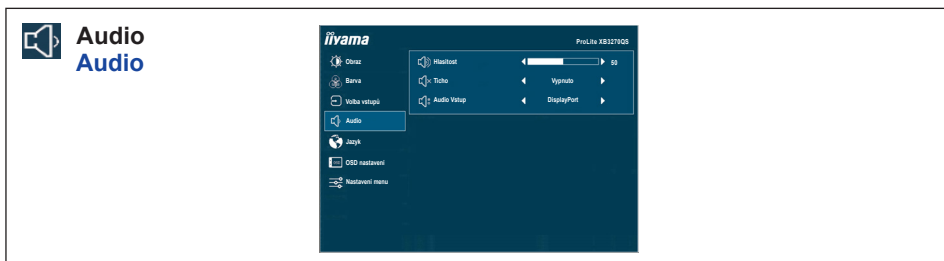 Audio
Audio
iiyama
ProLite XB3270QS
Obraz
Barva
Volba vstupů
Audio
Jazyk
OSD nastavení
Nastavení menu
Hlasitost 50
Ticho Vypnuto
Audio Vstup DisplayPort